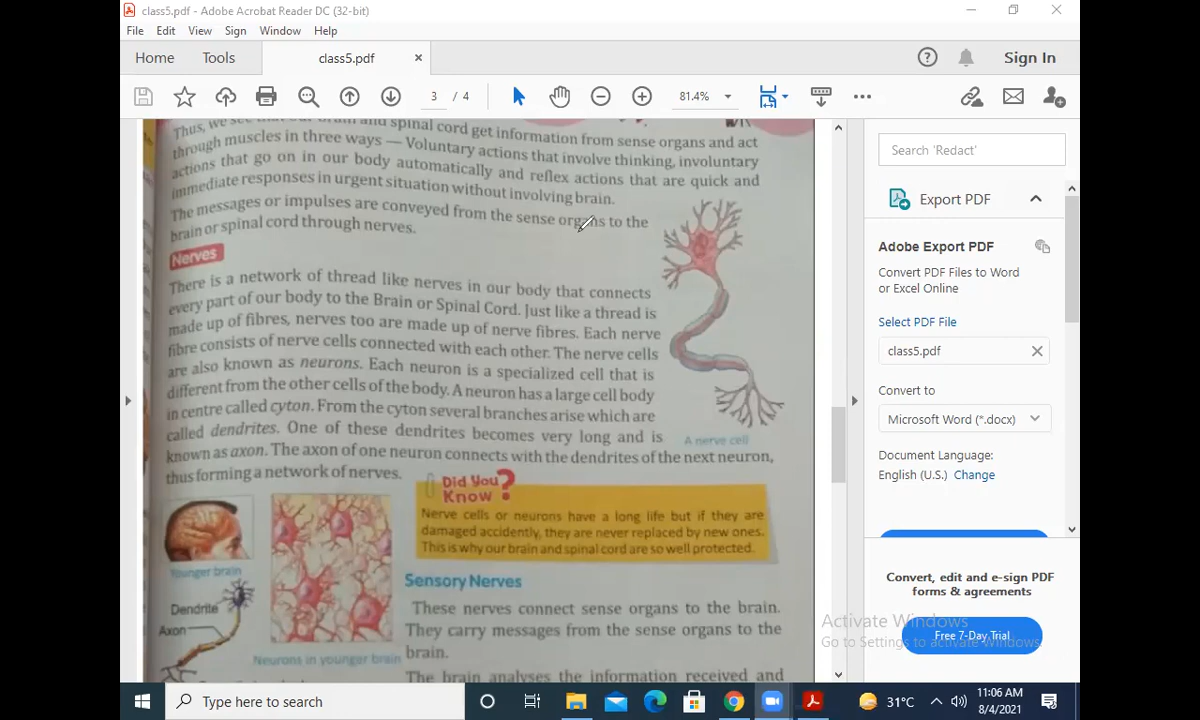 class5.pdf - Adobe Acrobat Reader DC (32-bit)
File Edit View Sign Window Help
Home Tools class5.pdf × Sign In
3 / 4 81.4%
Thus, we see that our brain and spinal cord get information from sense organs and act
through muscles in three ways — Voluntary actions that involve thinking, involuntary
actions that go on in our body automatically and reflex actions that are quick and
immediate responses in urgent situation without involving brain.
The messages or impulses are conveyed from the sense organs to the
brain or spinal cord through nerves.
Nerves
There is a network of thread like nerves in our body that connects
every part of our body to the Brain or Spinal Cord. Just like a thread is
made up of fibres, nerves too are made up of nerve fibres. Each nerve
fibre consists of nerve cells connected with each other. The nerve cells
are also known as neurons. Each neuron is a specialized cell that is
different from the other cells of the body. A neuron has a large cell body
in centre called cyton. From the cyton several branches arise which are
called dendrites. One of these dendrites becomes very long and is
known as axon. The axon of one neuron connects with the dendrites of the next neuron,
thus forming a network of nerves.
A nerve cell
Did You
Know?
Nerve cells or neurons have a long life but if they are
damaged accidently, they are never replaced by new ones.
This is why our brain and spinal cord are so well protected.
Younger brain
Dendrite
Axon
Neurons in younger brain
Sensory Nerves
These nerves connect sense organs to the brain.
They carry messages from the sense organs to the
brain.
The brain analyses the information received and
Search 'Redact'
Export PDF
Adobe Export PDF
Convert PDF Files to Word
or Excel Online
Select PDF File
class5.pdf
Convert to
Microsoft Word (*.docx)
Document Language:
English (U.S.) Change
Convert, edit and e-sign PDF
forms & agreements
Free 7-Day Trial
Activate Windows
Go to Settings to activate Windows.
Type here to search
31°C
11:06 AM
8/4/2021